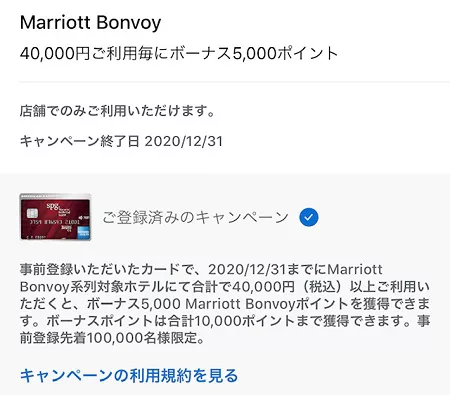 Marriott Bonvoy
40,000円ご利用毎にボーナス5,000ポイント
店舗でのみご利用いただけます。
キャンペーン終了日 2020/12/31
spg
ご登録済みのキャンペーン
事前登録いただいたカードで、2020/12/31までにMarriott
Bonvoy系列対象ホテルにて合計で40,000円（税込）以上ご利用い
ただくと、ボーナス5,000 Marriott Bonvoyポイントを獲得できま
す。ボーナスポイントは合計10,000ポイントまで獲得できます。事
前登録先着100,000名様限定。
キャンペーンの利用規約を見る